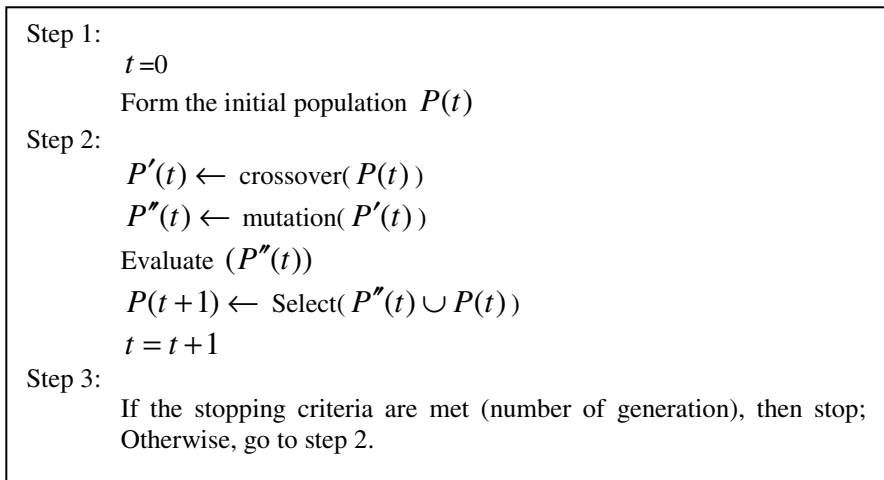 Step 1:
t =0
Form the initial population P(t)
Step 2:
P′(t) ← crossover( P(t) )
P″(t) ← mutation( P′(t) )
Evaluate (P″(t))
P(t +1) ← Select( P″(t) ∪ P(t) )
t = t +1
Step 3:
If the stopping criteria are met (number of generation), then stop;
Otherwise, go to step 2.